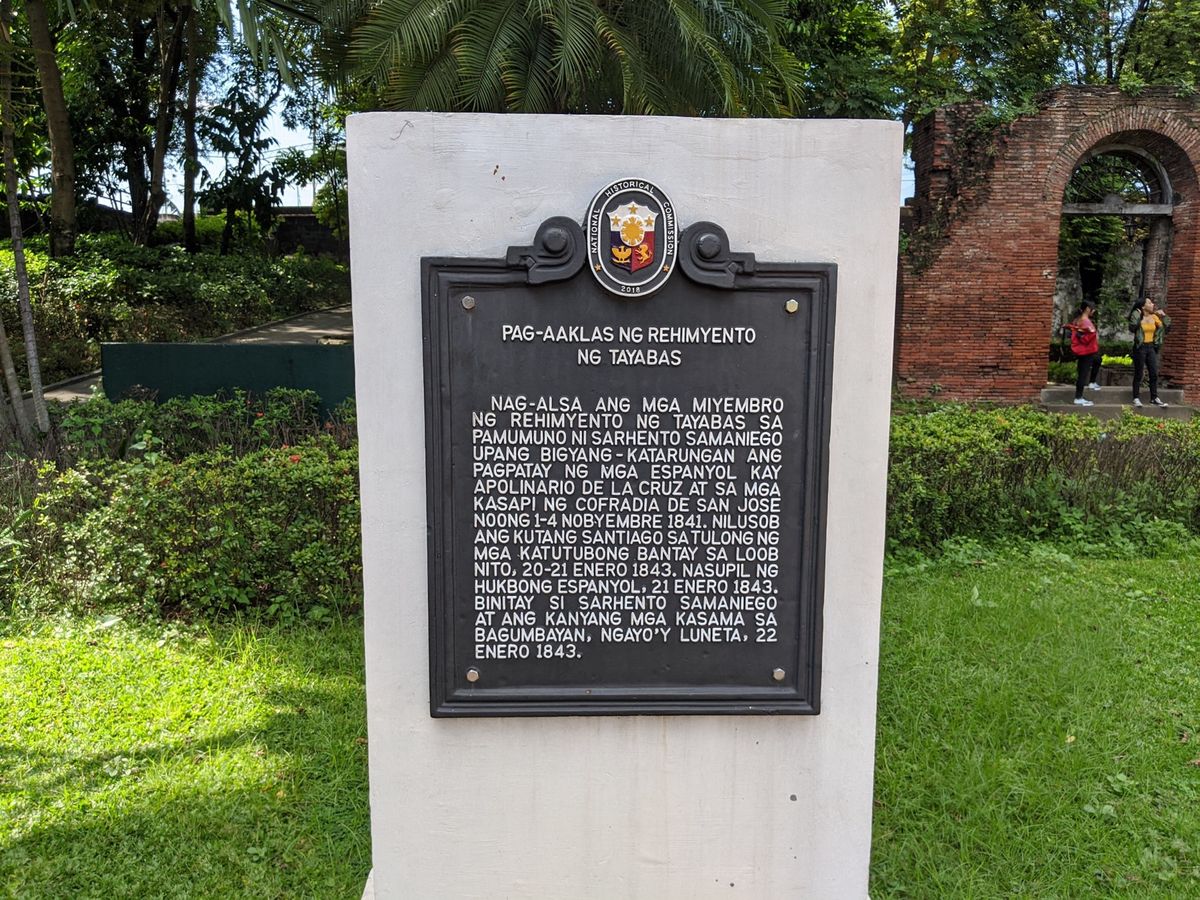 NATIONAL HISTORICAL COMMISSION
2018
PAG-AAKLAS NG REHIMYENTO
NG TAYABAS
NAG-ALSA ANG MGA MIYEMBRO
NG REHIMYENTO NG TAYABAS SA
PAMUMUNO NI SARHENTO SAMANIEGO
UPANG BIGYANG-KATARUNGAN ANG
PAGPATAY NG MGA ESPANYOL KAY
APOLINARIO DE LA CRUZ AT SA MGA
KASAPI NG COFRADIA DE SAN JOSE
NOONG 1-4 NOBYEMBRE 1841. NILUSOB
ANG KUTANG SANTIAGO SA TULONG NG
MGA KATUTUBONG BANTAY SA LOOB
NITO, 20-21 ENERO 1843. NASUPIL NG
HUKBONG ESPANYOL, 21 ENERO 1843.
BINITAY SI SARHENTO SAMANIEGO
AT ANG KANYANG MGA KASAMA SA
BAGUMBAYAN, NGAYO'Y LUNETA, 22
ENERO 1843.